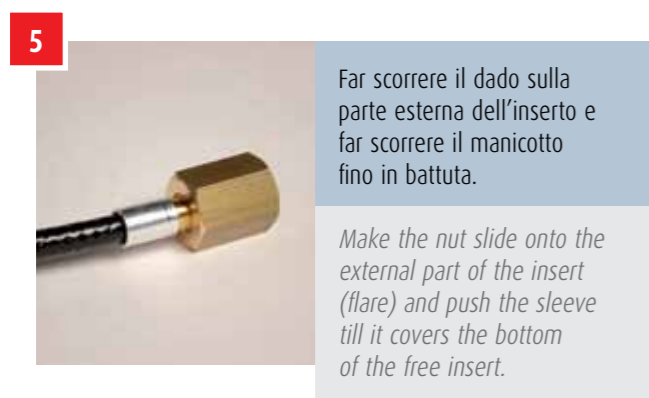 5
Far scorrere il dado sulla
parte esterna dell'inserto e
far scorrere il manicotto
fino in battuta.
Make the nut slide onto the
external part of the insert
(flare) and push the sleeve
till it covers the bottom
of the free insert.